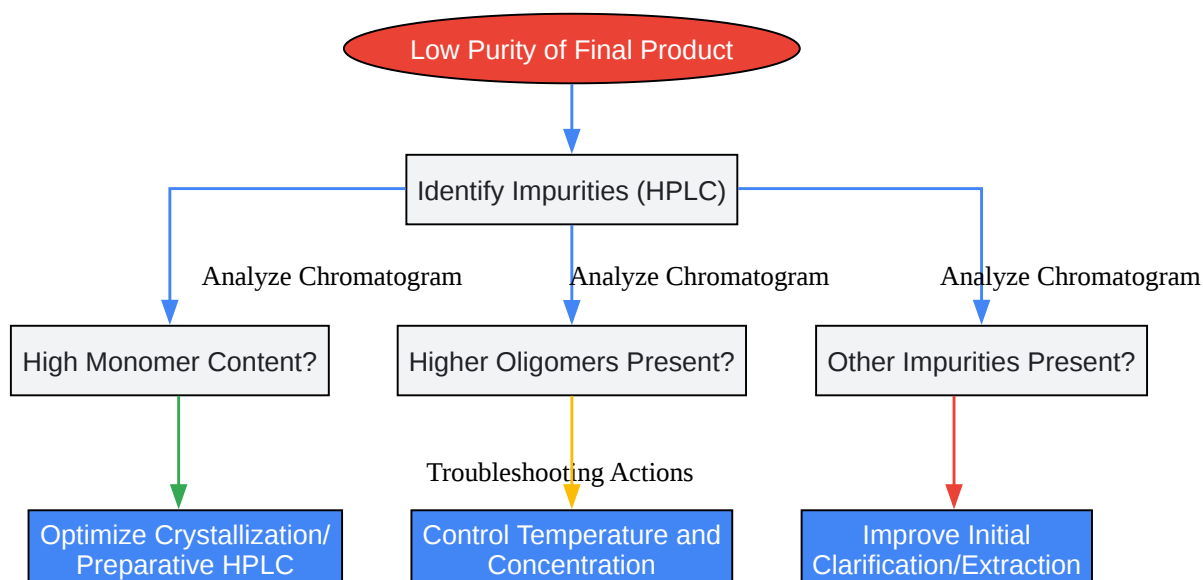 Low Purity of Final Product
Identify Impurities (HPLC)
Analyze Chromatogram
Analyze Chromatogram
Analyze Chromatogram
High Monomer Content?
Higher Oligomers Present?
Other Impurities Present?
Troubleshooting Actions
Optimize Crystallization/
Preparative HPLC
Control Temperature and
Concentration
Improve Initial
Clarification/Extraction